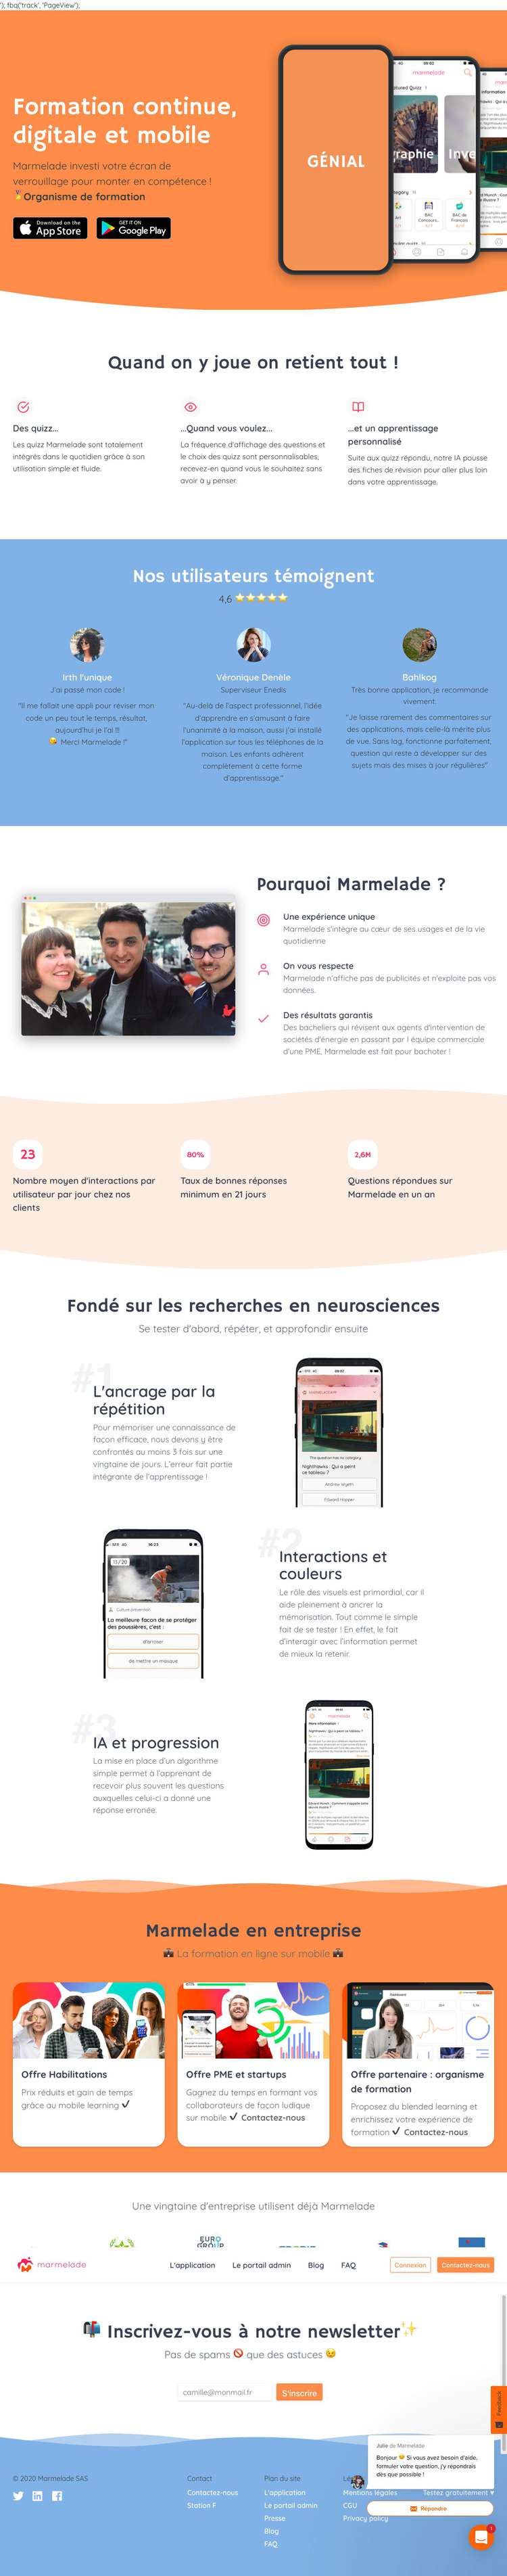 '); fbq('track', 'PageView');
Formation continue,
digitale et mobile
Marmelade investi votre écran de
verrouillage pour monter en compétence !
Organisme de formation
Download on the
App Store
GET IT ON
Google Play
GÉNIAL
marmelade
Quand on y joue on retient tout !
Des quizz...
Les quizz Marmelade sont totalement
intégrés dans le quotidien grâce à son
utilisation simple et fluide.
...Quand vous voulez...
La fréquence d'affichage des questions et
le choix des quizz sont personnalisables,
recevez-en quand vous le souhaitez sans
avoir à y penser.
...et un apprentissage
personnalisé
Suite aux quizz répondu, notre IA pousse
des fiches de révision pour aller plus loin
dans votre apprentissage.
Nos utilisateurs témoignent
4,6
Irth l'unique
J'ai passé mon code !
"Il me fallait une appli pour réviser mon
code un peu tout le temps, résultat,
aujourd'hui je l'ai !!!
Merci Marmelade !"
Véronique Denèle
Superviseur Enedis
"Au-delà de l'aspect professionnel, l'idée
d'apprendre en s'amusant à faire
l'unanimité à la maison, aussi j'ai installé
l'application sur tous les téléphones de la
maison. Les enfants adhèrent
complètement à cette forme
d'apprentissage."
Bahlkog
Très bonne application, je recommande
vivement.
"Je laisse rarement des commentaires sur
des applications, mais celle-là mérite plus
de vue. Sans lag, fonctionne parfaitement,
question qui reste à développer sur des
sujets mais des mises à jour régulières"
Pourquoi Marmelade ?
Une expérience unique
Marmelade s'intègre au cœur de ses usages et de la vie
quotidienne
On vous respecte
Marmelade n'affiche pas de publicités et n'exploite pas vos
données.
Des résultats garantis
Des bacheliers qui révisent aux agents d'intervention de
sociétés d'énergie en passant par l équipe commerciale
d'une PME, Marmelade est fait pour bachoter !
23
Nombre moyen d'interactions par
utilisateur par jour chez nos
clients
80%
Taux de bonnes réponses
minimum en 21 jours
2,6M
Questions répondues sur
Marmelade en un an
Fondé sur les recherches en neurosciences
Se tester d'abord, répéter, et approfondir ensuite
#1
L'ancrage par la
répétition
Pour mémoriser une connaissance de
façon efficace, nous devons y être
confrontés au moins 3 fois sur une
vingtaine de jours. L'erreur fait partie
intégrante de l'apprentissage !
Nighthawks : Qui a peint
ce tableau ?
Andrew Wyeth
Edward Hopper
13/20
La meilleure facon de se protéger
des poussières, c'est :
d'arroser
de mettre un masque
#2
Interactions et
couleurs
Le rôle des visuels est primordial, car il
aide pleinement à ancrer la
mémorisation. Tout comme le simple
fait de se tester ! En effet, le fait
d'interagir avec l'information permet
de mieux la retenir.
#3
IA et progression
La mise en place d'un algorithme
simple permet à l'apprenant de
recevoir plus souvent les questions
auxquelles celui-ci a donné une
réponse erronée.
Marmelade en entreprise
La formation en ligne sur mobile
Offre Habilitations
Prix réduits et gain de temps
grâce au mobile learning ✔
Offre PME et startups
Gagnez du temps en formant vos
collaborateurs de façon ludique
sur mobile ✔ Contactez-nous
Offre partenaire : organisme
de formation
Proposez du blended learning et
enrichissez votre expérience de
formation ✔ Contactez-nous
Une vingtaine d'entreprise utilisent déjà Marmelade
EURO
GROUP
marmelade
L'application
Le portail admin
Blog
FAQ
Connexion
Contactez-nous
Inscrivez-vous à notre newsletter
Pas de spams 🚫 que des astuces 😉
camille@monmail.fr
S'inscrire
Feedback
Julie de Marmelade
Bonjour 😊 Si vous avez besoin d'aide,
formuler votre question, j'y répondrais
dès que possible !
Répondre
1
© 2020 Marmelade SAS
Contact
Contactez-nous
Station F
Plan du site
L'application
Le portail admin
Presse
Blog
FAQ
Mentions légales
CGU
Privacy policy
Testez gratuitement